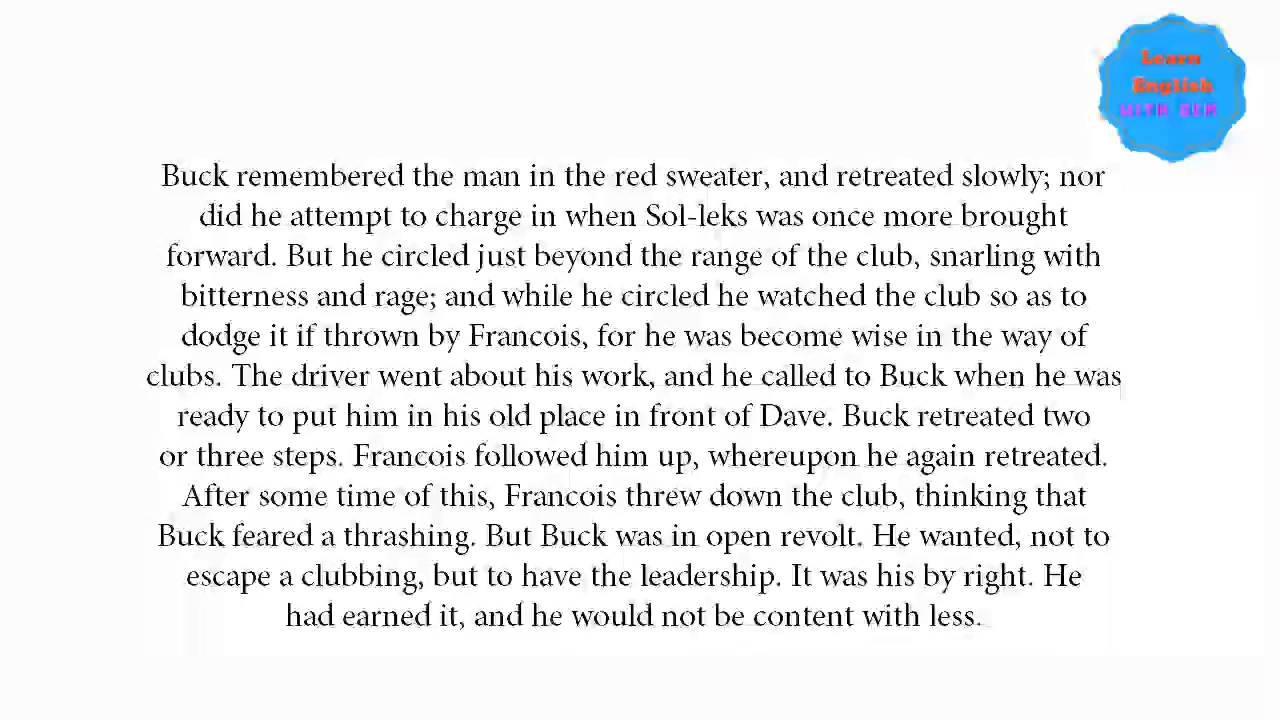 Learn
English
WITH GEM
Buck remembered the man in the red sweater, and retreated slowly; nor
did he attempt to charge in when Sol-leks was once more brought
forward. But he circled just beyond the range of the club, snarling with
bitterness and rage; and while he circled he watched the club so as to
dodge it if thrown by Francois, for he was become wise in the way of
clubs. The driver went about his work, and he called to Buck when he was
ready to put him in his old place in front of Dave. Buck retreated two
or three steps. Francois followed him up, whereupon he again retreated.
After some time of this, Francois threw down the club, thinking that
Buck feared a thrashing. But Buck was in open revolt. He wanted, not to
escape a clubbing, but to have the leadership. It was his by right. He
had earned it, and he would not be content with less.